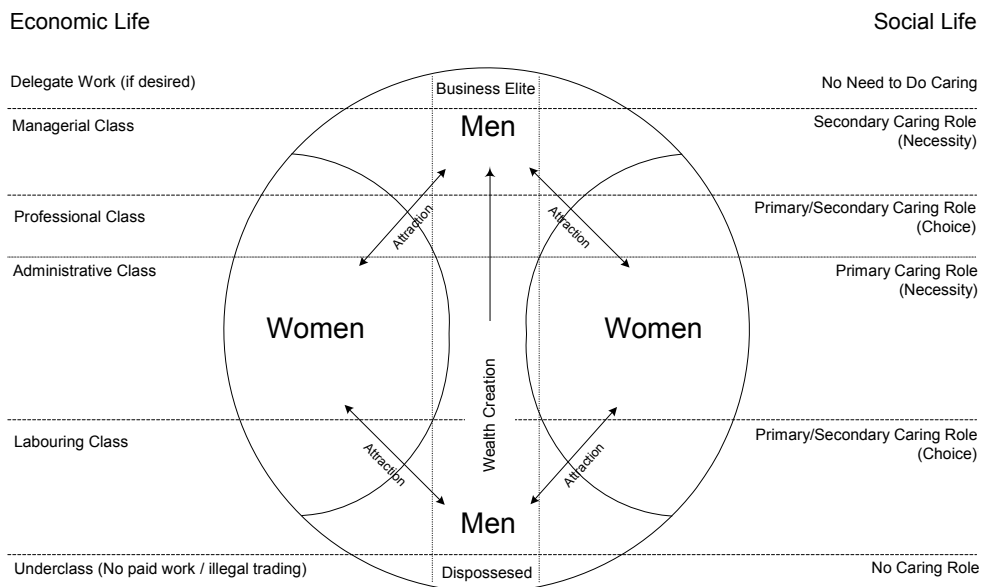 Economic Life
Social Life
Delegate Work (if desired)
Business Elite
No Need to Do Caring
Managerial Class
Men
Secondary Caring Role
(Necessity)
Professional Class
Attraction
Attraction
Primary/Secondary Caring Role
(Choice)
Administrative Class
Primary Caring Role
(Necessity)
Women
Women
Wealth Creation
Labouring Class
Attraction
Attraction
Primary/Secondary Caring Role
(Choice)
Men
Underclass (No paid work / illegal trading)
Dispossesed
No Caring Role